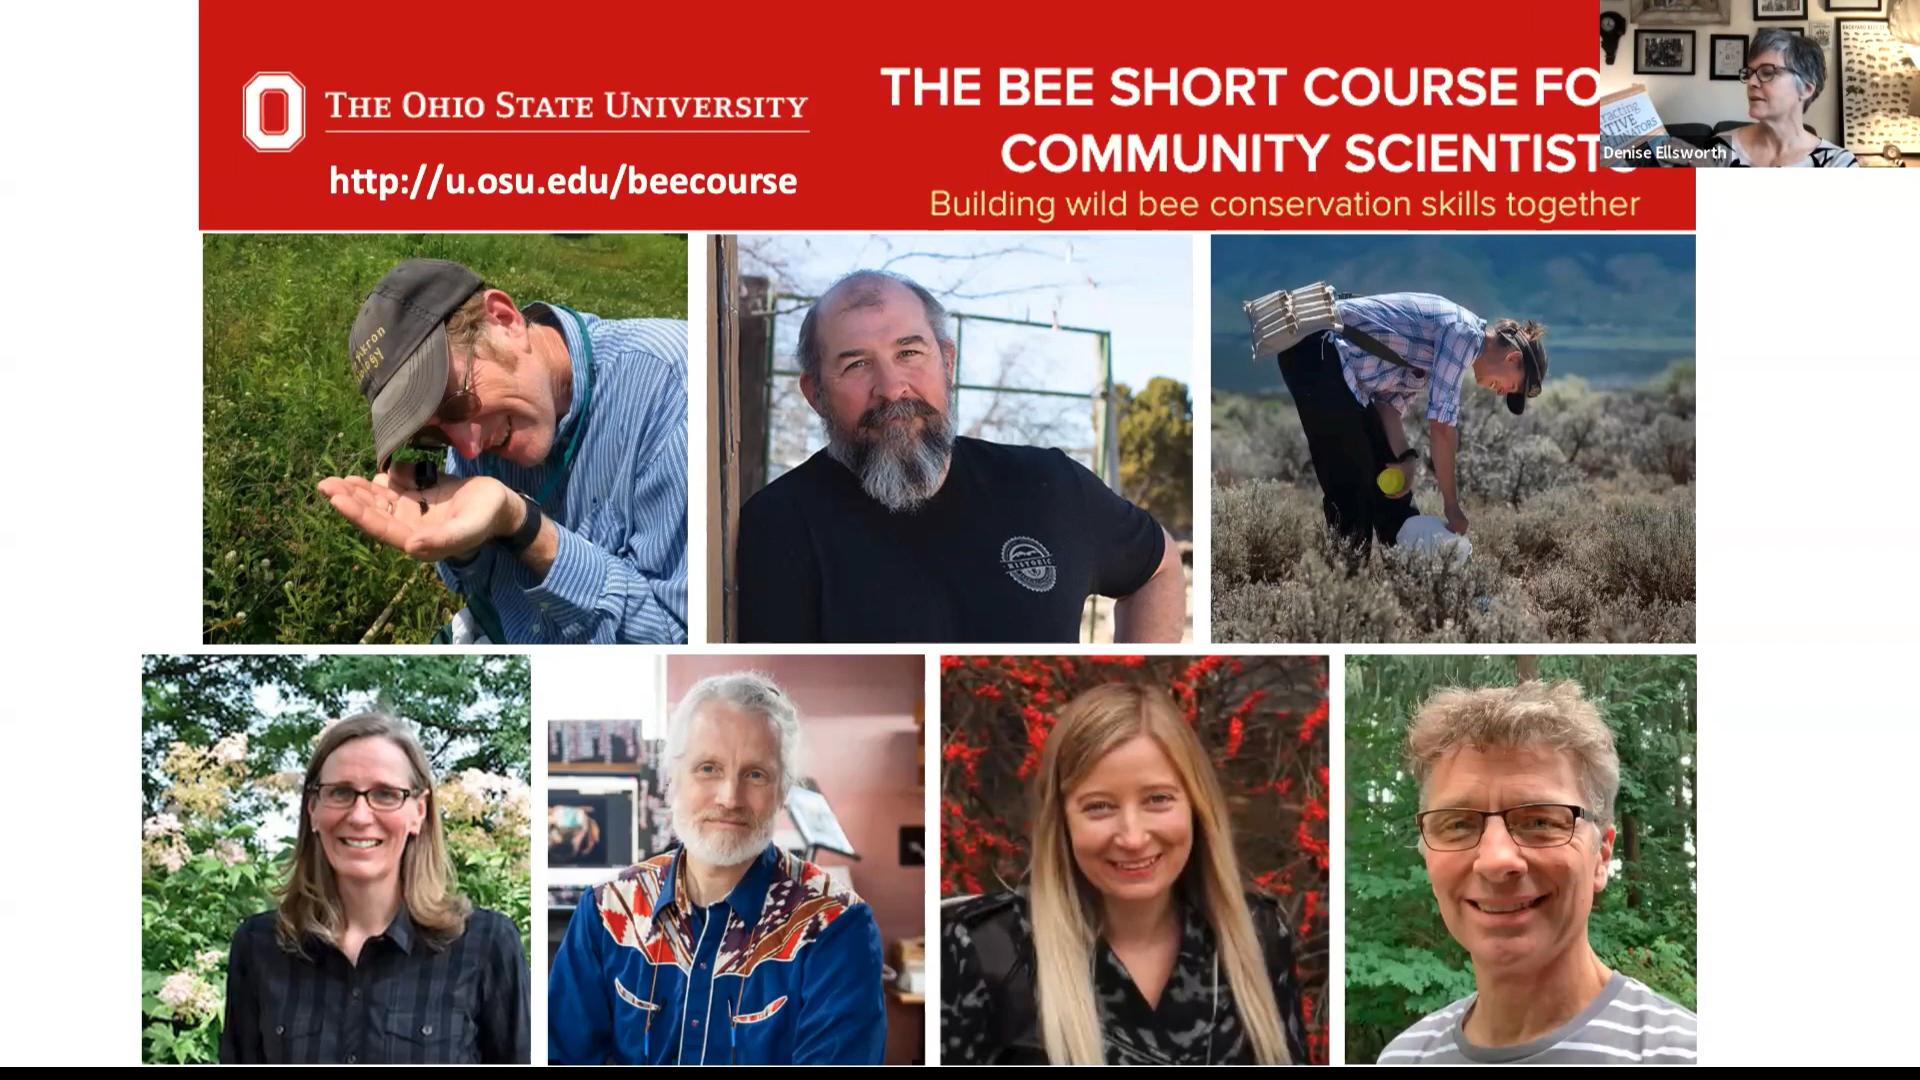 THE OHIO STATE UNIVERSITY
http://u.osu.edu/beecourse
THE BEE SHORT COURSE FO
COMMUNITY SCIENTIST
Building wild bee conservation skills together
Denise Ellsworth
HISTORIC